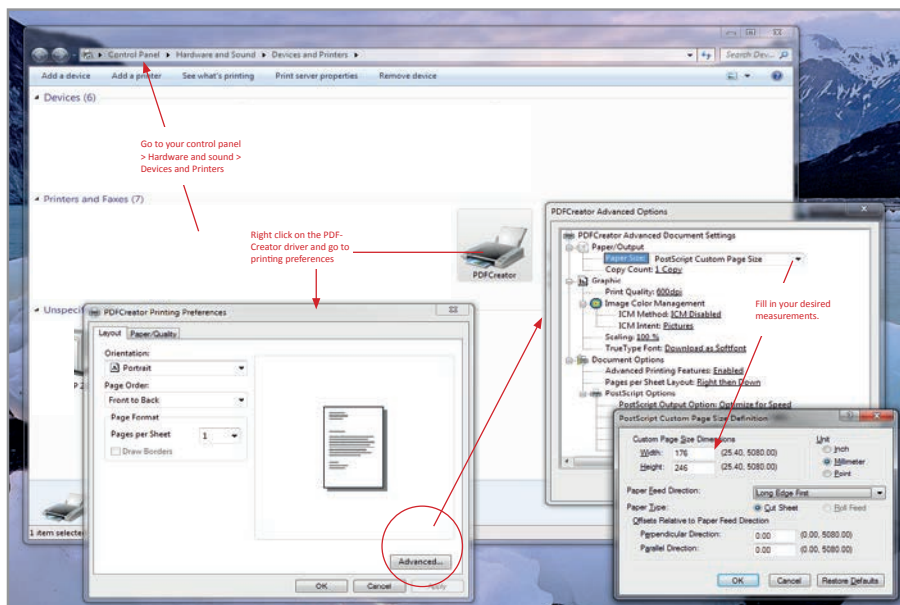 Control Panel ▸ Hardware and Sound ▸ Devices and Printers ▸
Search Dev...
Add a device Add a printer See what's printing Print server properties Remove device
Devices (6)
Go to your control panel
> Hardware and sound >
Devices and Printers
Printers and Faxes (7)
Right click on the PDF-
Creator driver and go to
printing preferences
PDFCreator
Unspecif
1 item selected
PDFCreator Printing Preferences
Layout Paper/Quality
Orientation:
Portrait
Page Order:
Front to Back
Page Format
Pages per Sheet 1
Draw Borders
Advanced...
OK Cancel Apply
PDFCreator Advanced Options
PDFCreator Advanced Document Settings
Paper/Output
Paper Size: PostScript Custom Page Size
Copy Count: 1 Copy
Graphic
Print Quality: 600dpi
Image Color Management
ICM Method: ICM Disabled
ICM Intent: Pictures
Scaling: 100 %
TrueType Font: Download as Softfont
Document Options
Advanced Printing Features: Enabled
Pages per Sheet Layout: Right then Down
PostScript Options
PostScript Output Option: Optimize for Speed
Fill in your desired
measurements.
PostScript Custom Page Size Definition
Custom Page Size Dimensions
Width: 176 (25.40, 5080.00)
Height: 246 (25.40, 5080.00)
Unit
Inch
Millimeter
Point
Paper Feed Direction: Long Edge First
Paper Type: Cut Sheet Roll Feed
Offsets Relative to Paper Feed Direction
Perpendicular Direction: 0.00 (0.00, 5080.00)
Parallel Direction: 0.00 (0.00, 5080.00)
OK Cancel Restore Defaults